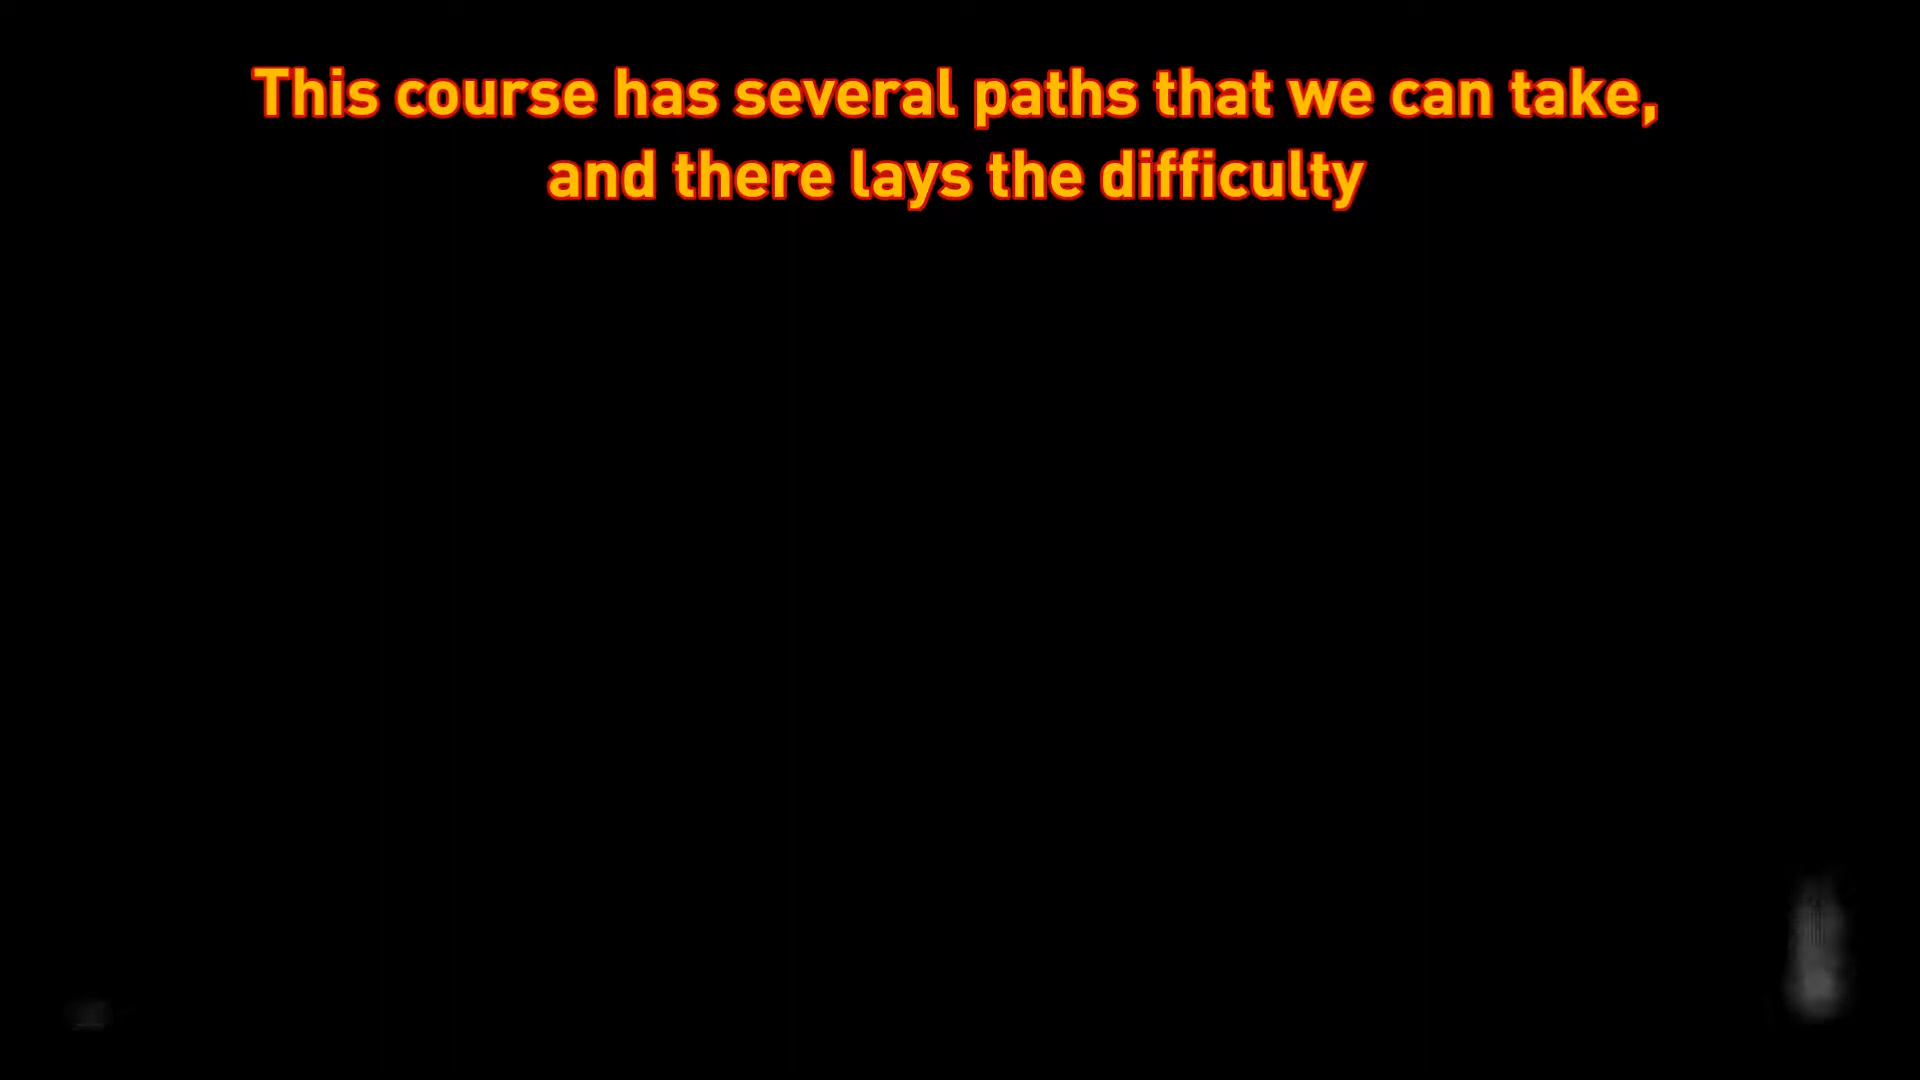 This course has several paths that we can take,
and there lays the difficulty